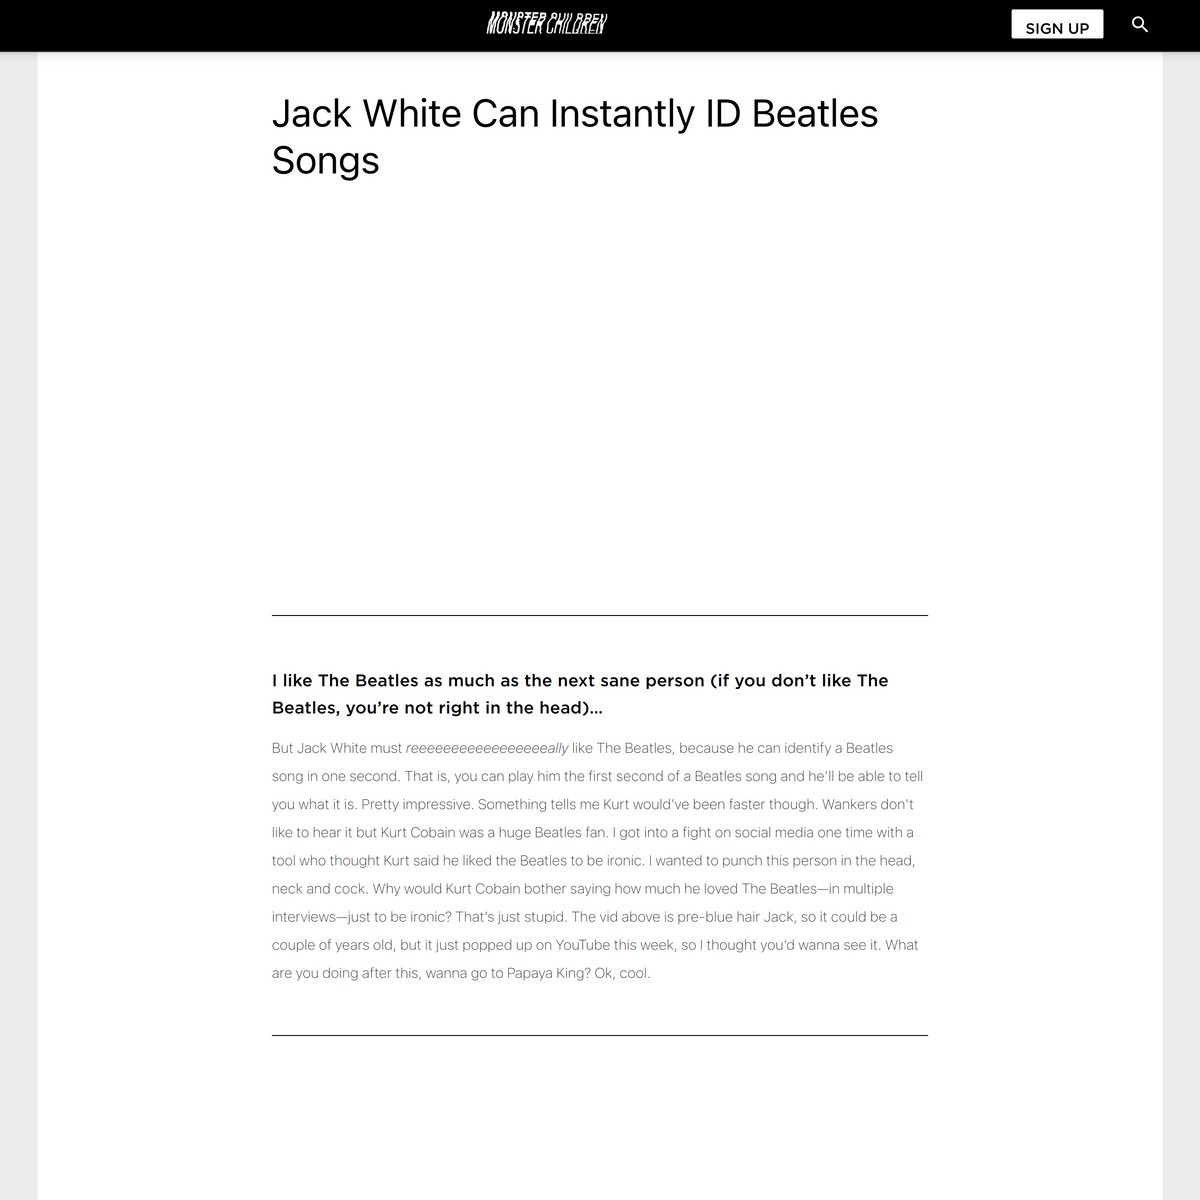 MONSTER CHILDREN
SIGN UP
Jack White Can Instantly ID Beatles
Songs
I like The Beatles as much as the next sane person (if you don’t like The
Beatles, you’re not right in the head)…
But Jack White must reeeeeeeeeeeeeeeeeally like The Beatles, because he can identify a Beatles
song in one second. That is, you can play him the first second of a Beatles song and he’ll be able to tell
you what it is. Pretty impressive. Something tells me Kurt would’ve been faster though. Wankers don’t
like to hear it but Kurt Cobain was a huge Beatles fan. I got into a fight on social media one time with a
tool who thought Kurt said he liked the Beatles to be ironic. I wanted to punch this person in the head,
neck and cock. Why would Kurt Cobain bother saying how much he loved The Beatles—in multiple
interviews—just to be ironic? That’s just stupid. The vid above is pre-blue hair Jack, so it could be a
couple of years old, but it just popped up on YouTube this week, so I thought you’d wanna see it. What
are you doing after this, wanna go to Papaya King? Ok, cool.